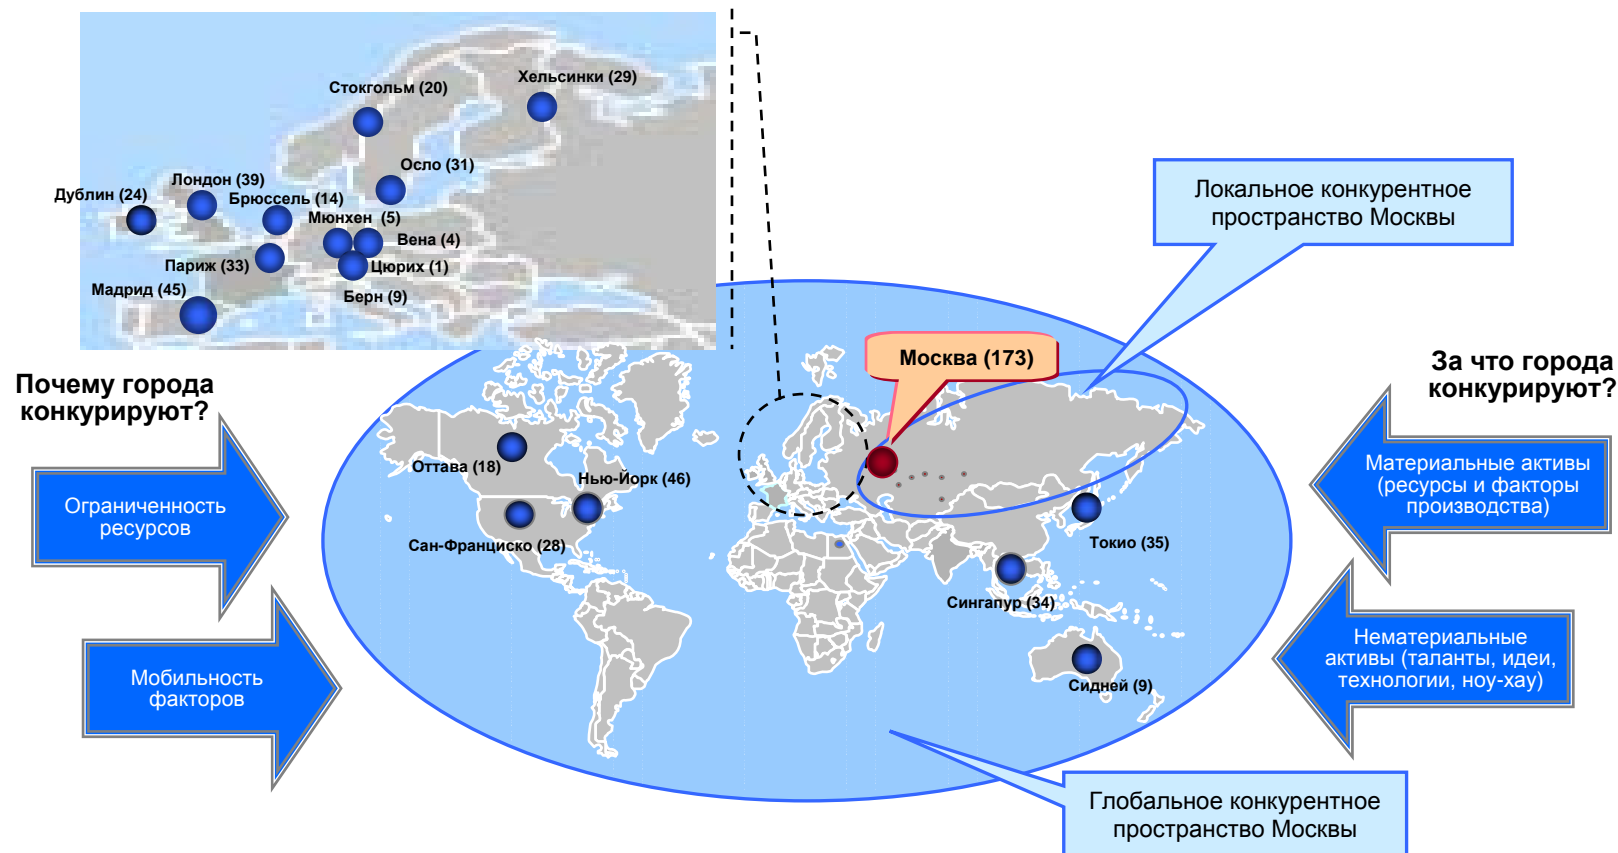 Хельсинки (29)
Стокгольм (20)
Осло (31)
Лондон (39)
Дублин (24)
Брюссель (14)
Мюнхен (5)
Вена (4)
Париж (33)
Цюрих (1)
Мадрид (45)
Берн (9)
Локальное конкурентное
пространство Москвы
Москва (173)
Почему города
конкурируют?
За что города
конкурируют?
Ограниченность
ресурсов
Мобильность
факторов
Оттава (18)
Нью-Йорк (46)
Сан-Франциско (28)
Токио (35)
Сингапур (34)
Сидней (9)
Материальные активы
(ресурсы и факторы
производства)
Нематериальные
активы (таланты, идеи,
технологии, ноу-хау)
Глобальное конкурентное
пространство Москвы